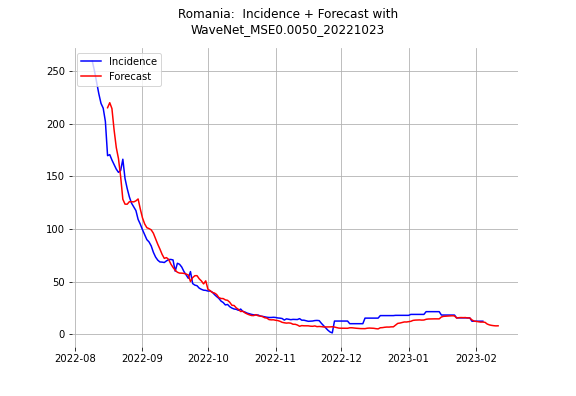 Romania:  Incidence + Forecast with
WaveNet_MSE0.0050_20221023
Incidence
Forecast
250
200
150
100
50
0
2022-08 2022-09 2022-10 2022-11 2022-12 2023-01 2023-02